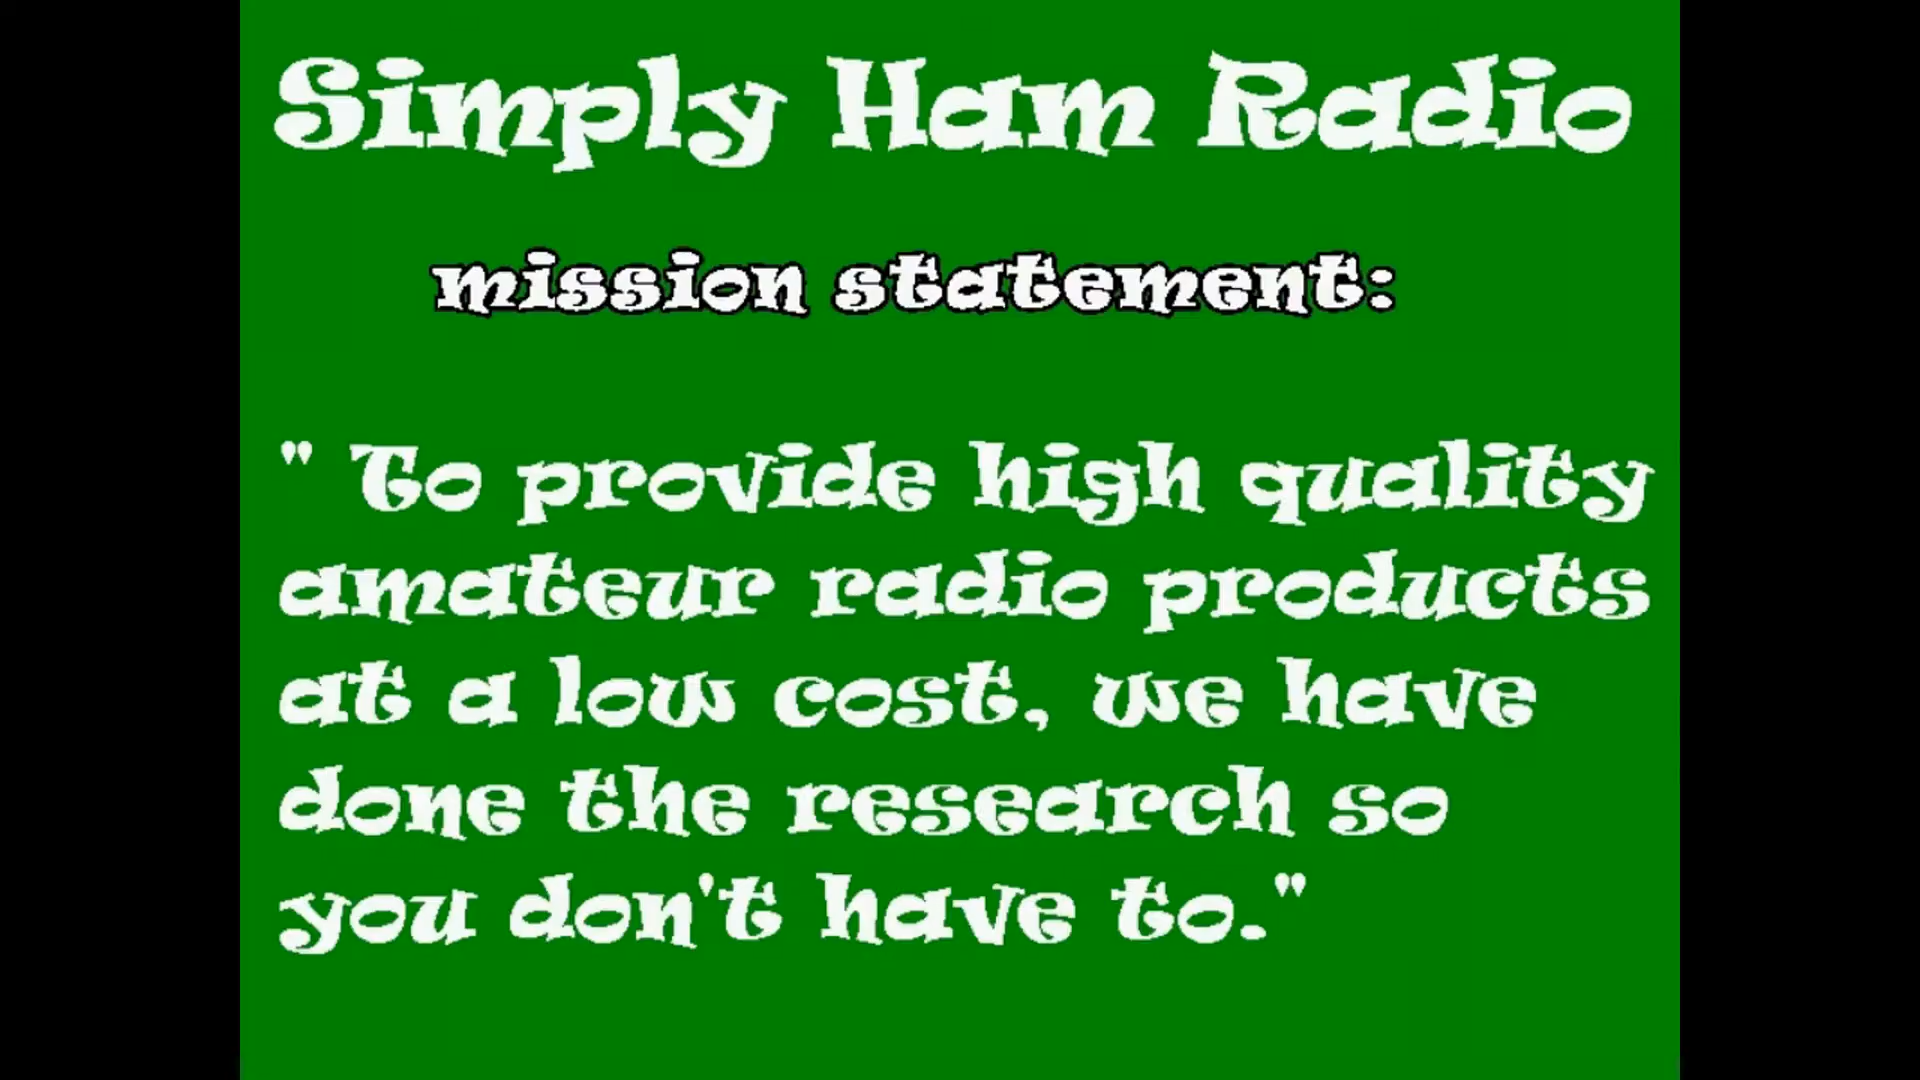 Simply Ham Radio
mission statement:
" To provide high quality
amateur radio products
at a low cost, we have
done the research so
you don't have to."